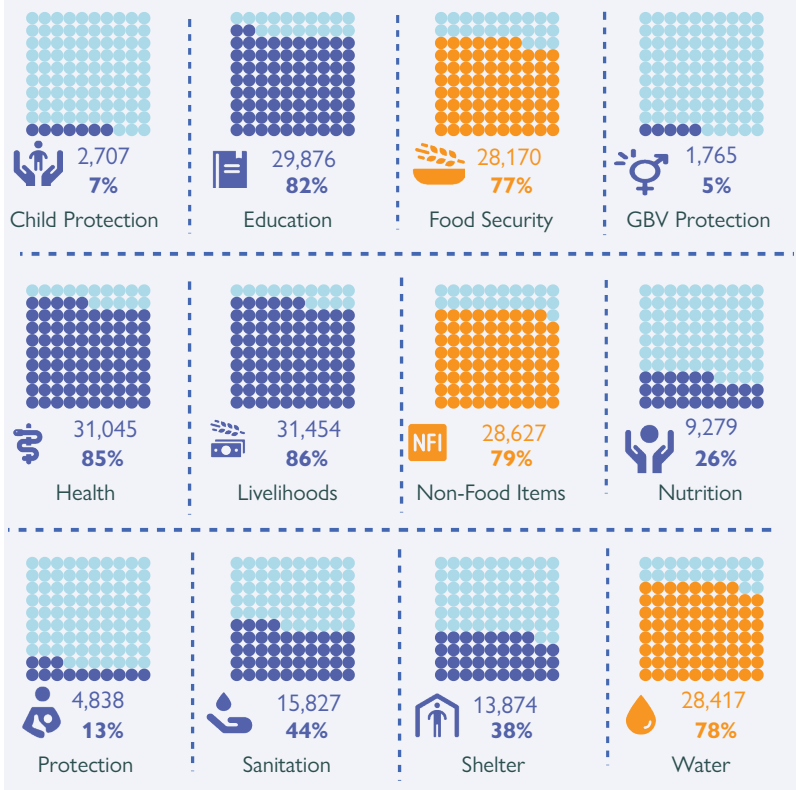 2,707
7%
Child Protection
29,876
82%
Education
28,170
77%
Food Security
1,765
5%
GBV Protection
31,045
85%
Health
31,454
86%
Livelihoods
NFI
28,627
79%
Non-Food Items
9,279
26%
Nutrition
4,838
13%
Protection
15,827
44%
Sanitation
13,874
38%
Shelter
28,417
78%
Water